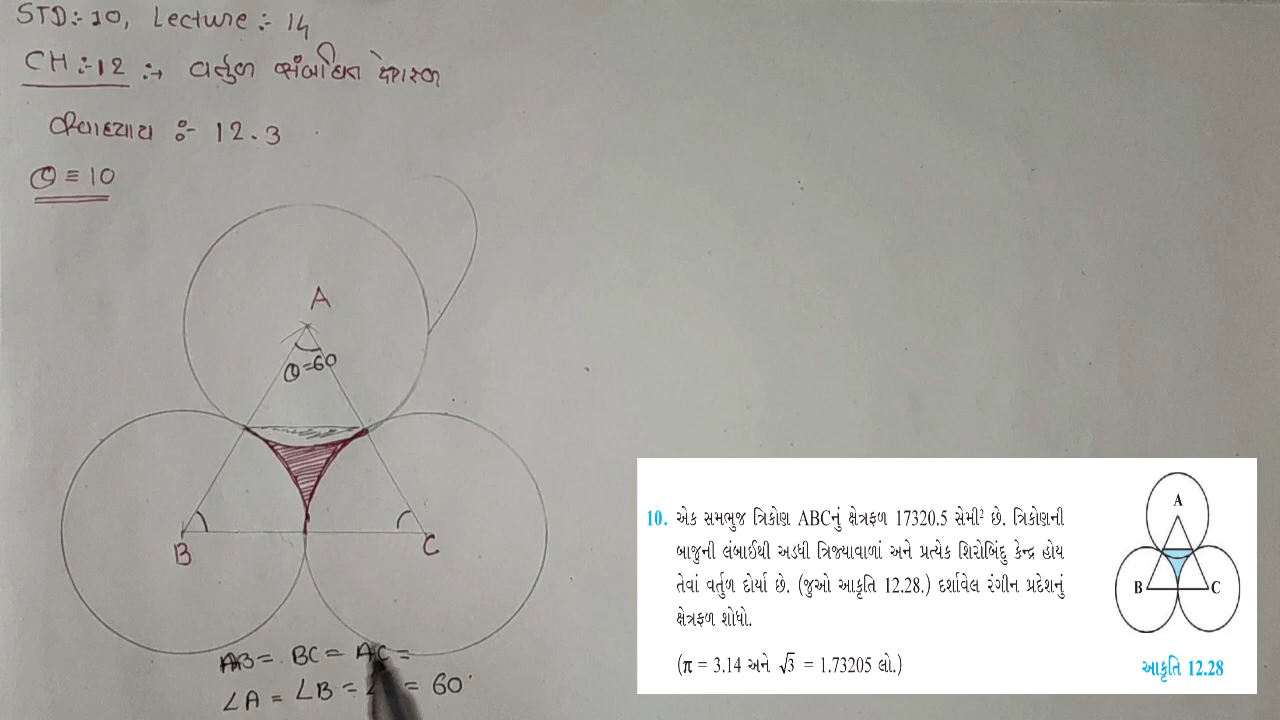 STD:- 10, Lecture :- 14
CH :- 12 :→ વર્તુળ સંબંધિત ક્ષેત્રફળ
સ્વાધ્યાય :- 12.3
Q ≡ 10
A
θ=60
B
C
AB = BC = AC =
∠A = ∠B = ∠ = 60°
10. એક સમભુજ ત્રિકોણ ABCનું ક્ષેત્રફળ 17320.5 સેમી² છે. ત્રિકોણની
બાજુની લંબાઈથી અડધી ત્રિજ્યાવાળાં અને પ્રત્યેક શિરોબિંદુ કેન્દ્ર હોય
તેવાં વર્તુળ દોર્યા છે. (જુઓ આકૃતિ 12.28.) દર્શાવેલ રંગીન પ્રદેશનું
ક્ષેત્રફળ શોધો.
(π = 3.14 અને √3 = 1.73205 લો.)
A
B
C
આકૃતિ 12.28